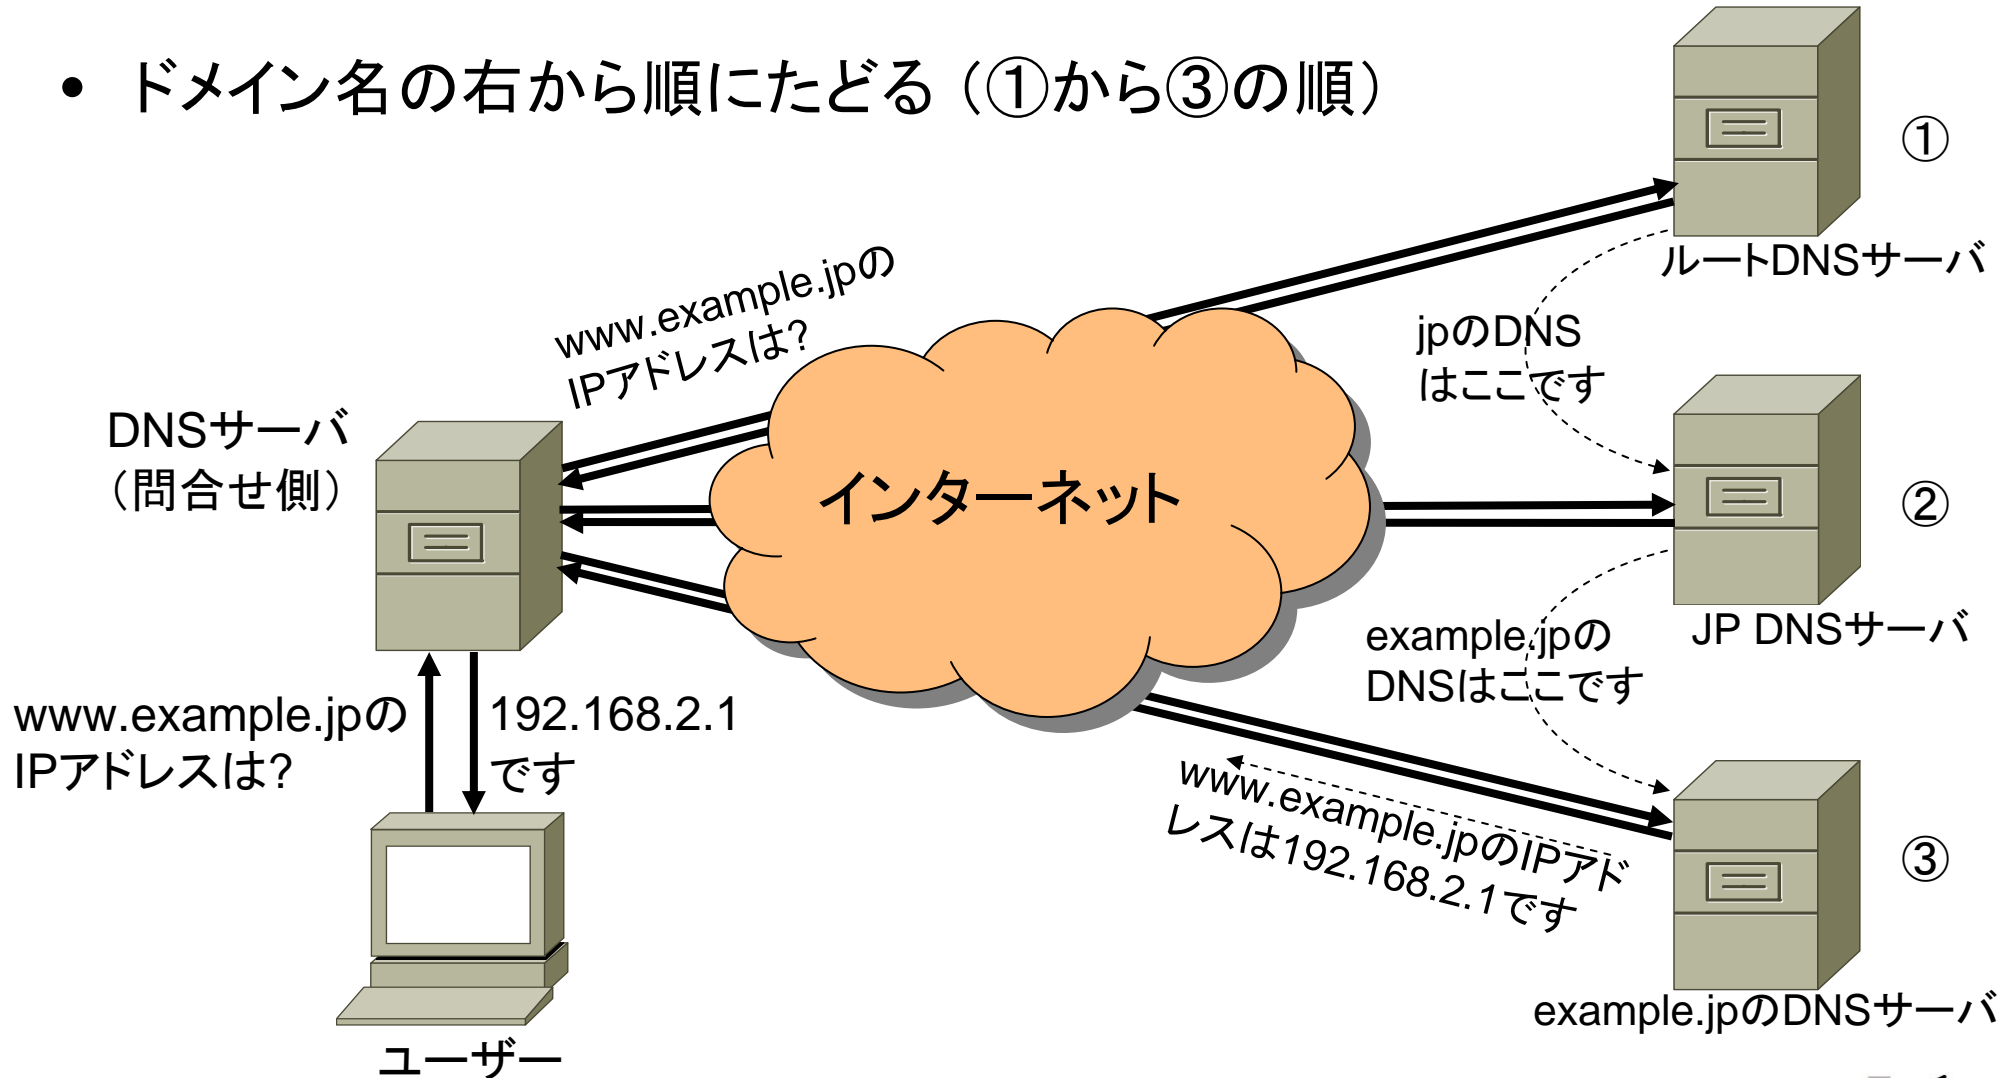 • ドメイン名の右から順にたどる（①から③の順）
①
ルートDNSサーバ
www.example.jpの
IPアドレスは?
jpのDNS
はここです
DNSサーバ
（問合せ側）
インターネット
②
JP DNSサーバ
example.jpの
DNSはここです
www.example.jpの
IPアドレスは?
192.168.2.1
です
www.example.jpのIPアド
レスは192.168.2.1です
③
example.jpのDNSサーバ
ユーザー